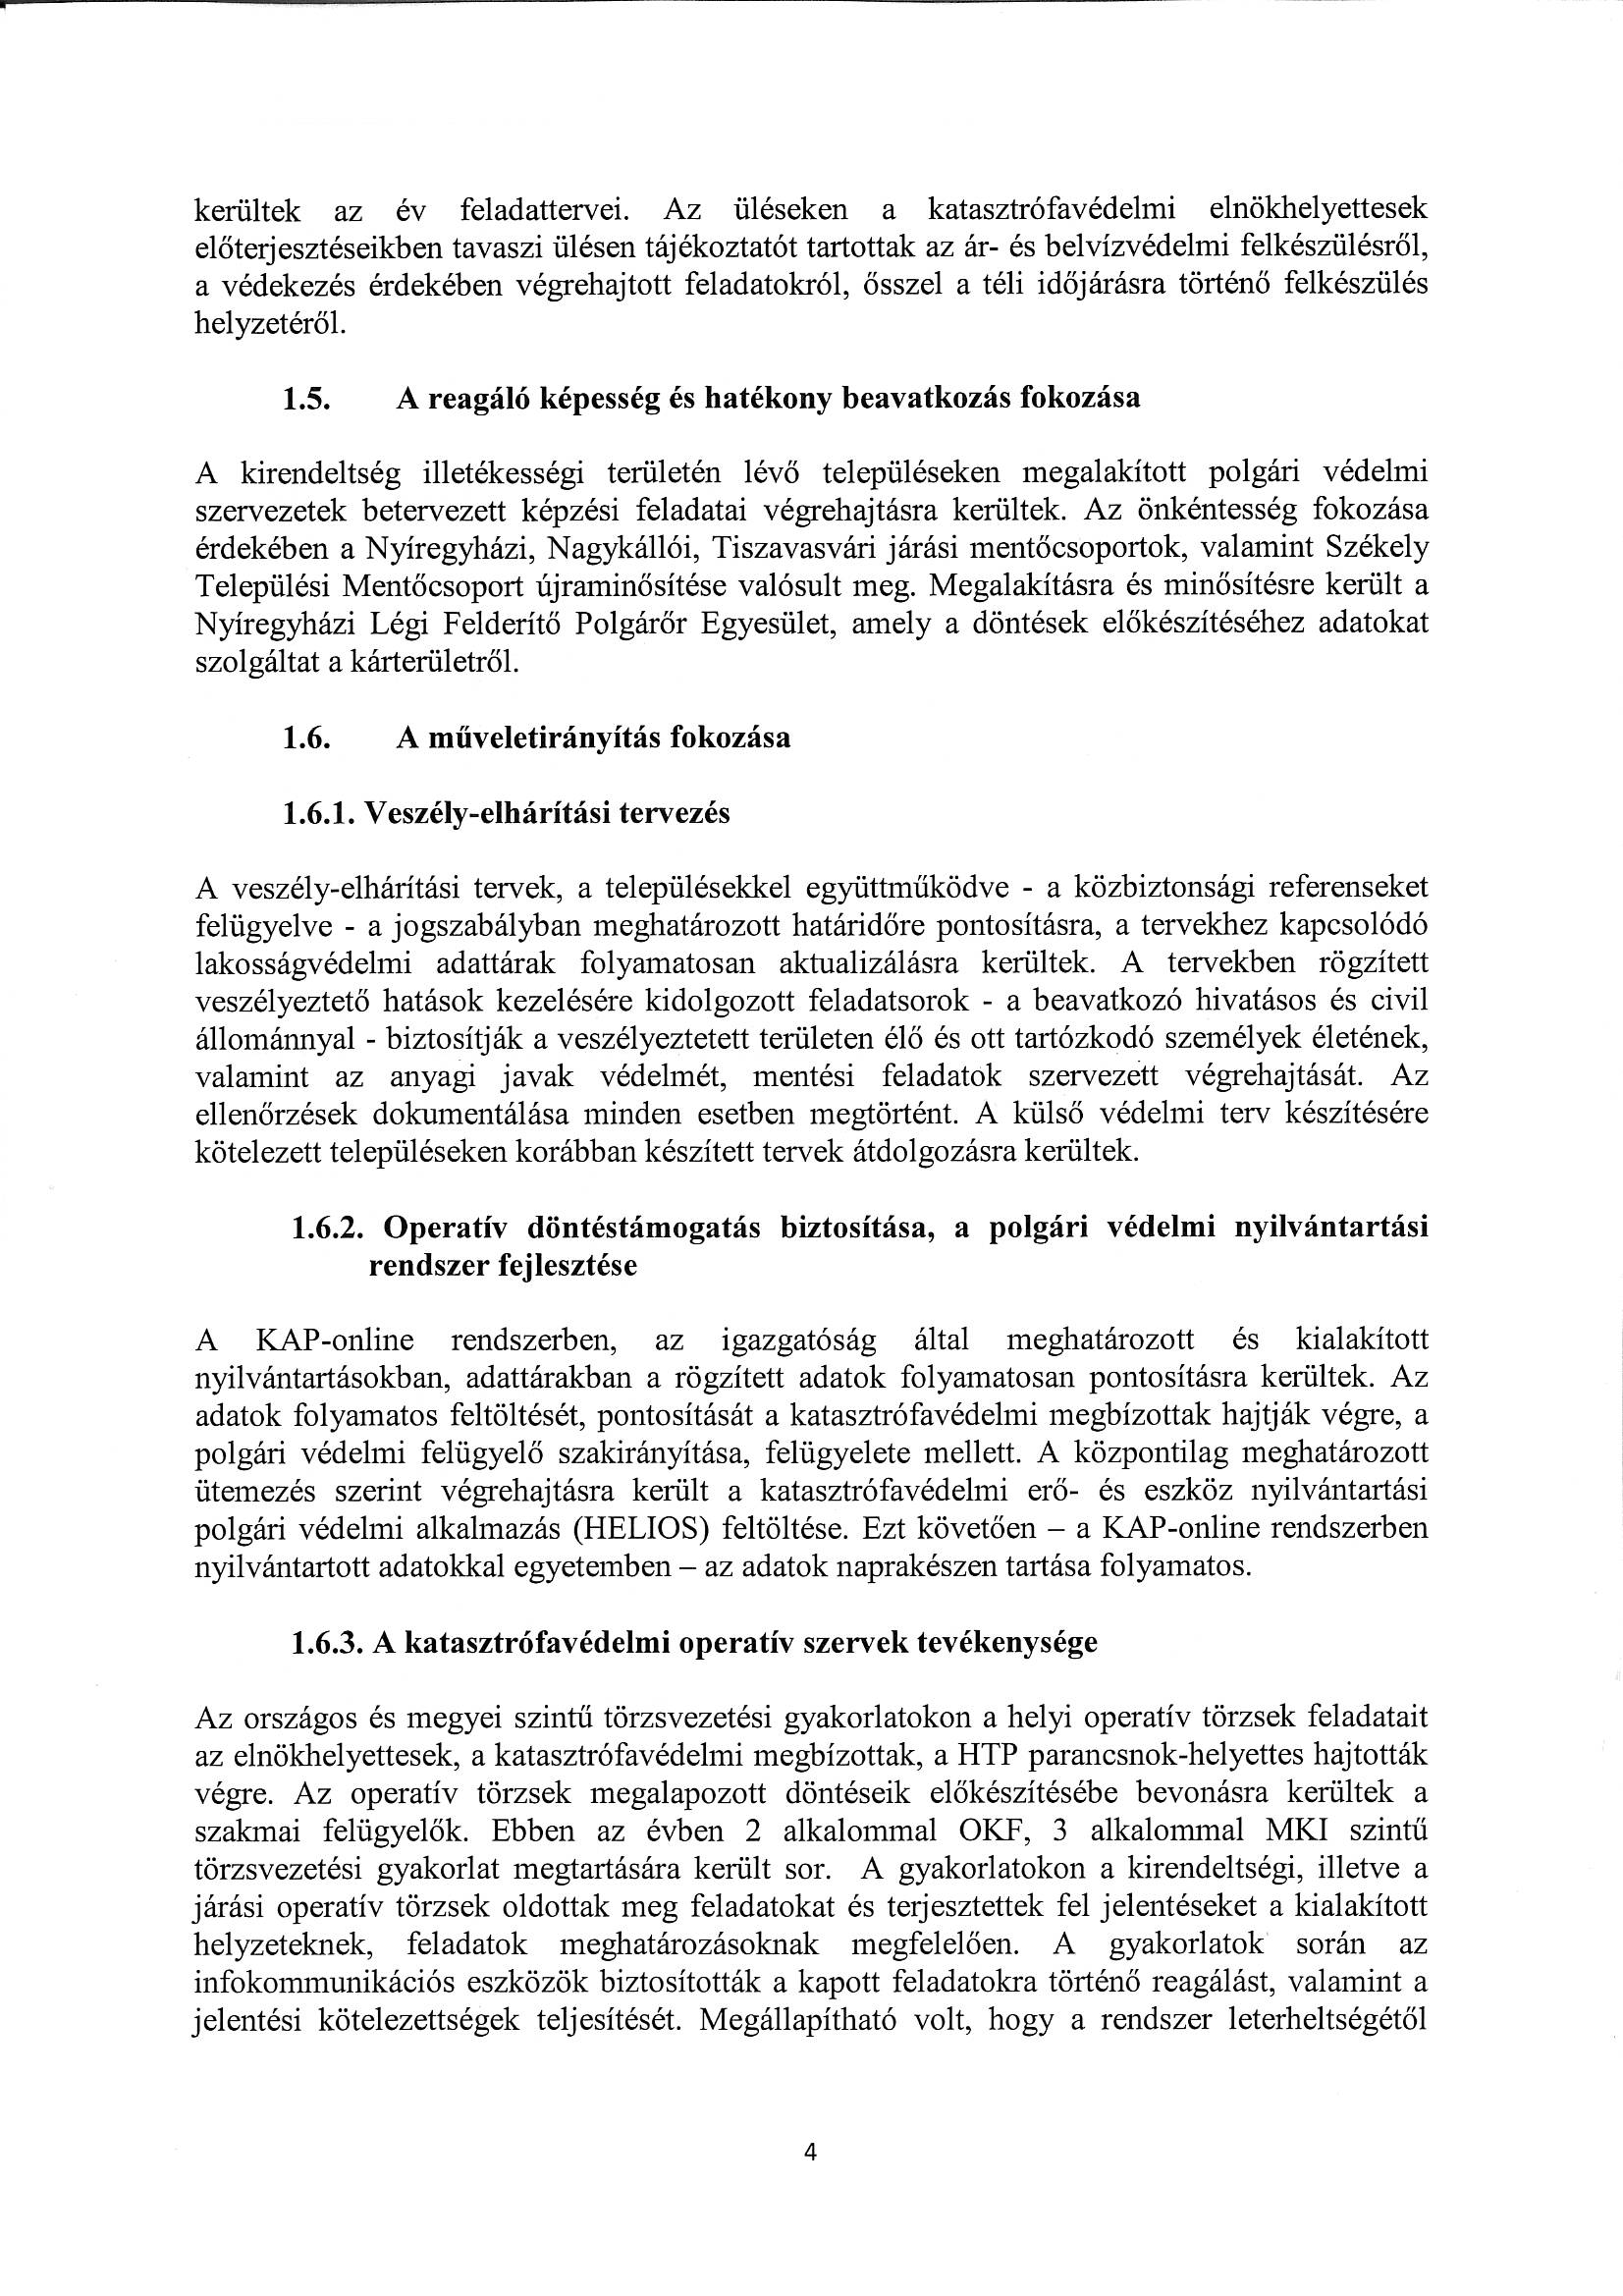 kerültek az év feladattervei. Az üléseken a katasztrófavédelmi elnökhelyettesek
előterjesztéseikben tavaszi ülésen tájékoztatót tartottak az ár- és belvízvédelmi felkészülésről,
a védekezés érdekében végrehajtott feladatokról, ősszel a téli időjárásra történő felkészülés
helyzetéről.
1.5. A reagáló képesség és hatékony beavatkozás fokozása
A kirendeltség illetékességi területén lévő településeken megalakított polgári védelmi
szervezetek betervezett képzési feladatai végrehajtásra kerültek. Az önkéntesség fokozása
érdekében a Nyíregyházi, Nagykállói, Tiszavasvári járási mentőcsoportok, valamint Székely
Települési Mentőcsoport újraminősítése valósult meg. Megalakításra és minősítésre került a
Nyíregyházi Légi Felderítő Polgárőr Egyesület, amely a döntések előkészítéséhez adatokat
szolgáltat a kárterületről.
1.6. A műveletirányítás fokozása
1.6.1. Veszély-elhárítási tervezés
A veszély-elhárítási tervek, a településekkel együttműködve - a közbiztonsági referenseket
felügyelve - a jogszabályban meghatározott határidőre pontosításra, a tervekhez kapcsolódó
lakosságvédelmi adattárak folyamatosan aktualizálásra kerültek. A tervekben rögzített
veszélyeztető hatások kezelésére kidolgozott feladatsorok - a beavatkozó hivatásos és civil
állománnyal - biztosítják a veszélyeztetett területen élő és ott tartózkodó személyek életének,
valamint az anyagi javak védelmét, mentési feladatok szervezett végrehajtását. Az
ellenőrzések dokumentálása minden esetben megtörtént. A külső védelmi terv készítésére
kötelezett településeken korábban készített tervek átdolgozásra kerültek.
1.6.2. Operatív döntéstámogatás biztosítása, a polgári védelmi nyilvántartási
rendszer fejlesztése
A KAP-online rendszerben, az igazgatóság által meghatározott és kialakított
nyilvántartásokban, adattárakban a rögzített adatok folyamatosan pontosításra kerültek. Az
adatok folyamatos feltöltését, pontosítását a katasztrófavédelmi megbízottak hajtják végre, a
polgári védelmi felügyelő szakirányítása, felügyelete mellett. A központilag meghatározott
ütemezés szerint végrehajtásra került a katasztrófavédelmi erő- és eszköz nyilvántartási
polgári védelmi alkalmazás (HELIOS) feltöltése. Ezt követően – a KAP-online rendszerben
nyilvántartott adatokkal egyetemben – az adatok naprakészen tartása folyamatos.
1.6.3. A katasztrófavédelmi operatív szervek tevékenysége
Az országos és megyei szintű törzsvezetési gyakorlatokon a helyi operatív törzsek feladatait
az elnökhelyettesek, a katasztrófavédelmi megbízottak, a HTP parancsnok-helyettes hajtották
végre. Az operatív törzsek megalapozott döntéseik előkészítésébe bevonásra kerültek a
szakmai felügyelők. Ebben az évben 2 alkalommal OKF, 3 alkalommal MKI szintű
törzsvezetési gyakorlat megtartására került sor. A gyakorlatokon a kirendeltségi, illetve a
járási operatív törzsek oldottak meg feladatokat és terjesztettek fel jelentéseket a kialakított
helyzeteknek, feladatok meghatározásoknak megfelelően. A gyakorlatok során az
infokommunikációs eszközök biztosították a kapott feladatokra történő reagálást, valamint a
jelentési kötelezettségek teljesítését. Megállapítható volt, hogy a rendszer leterheltségétől
4